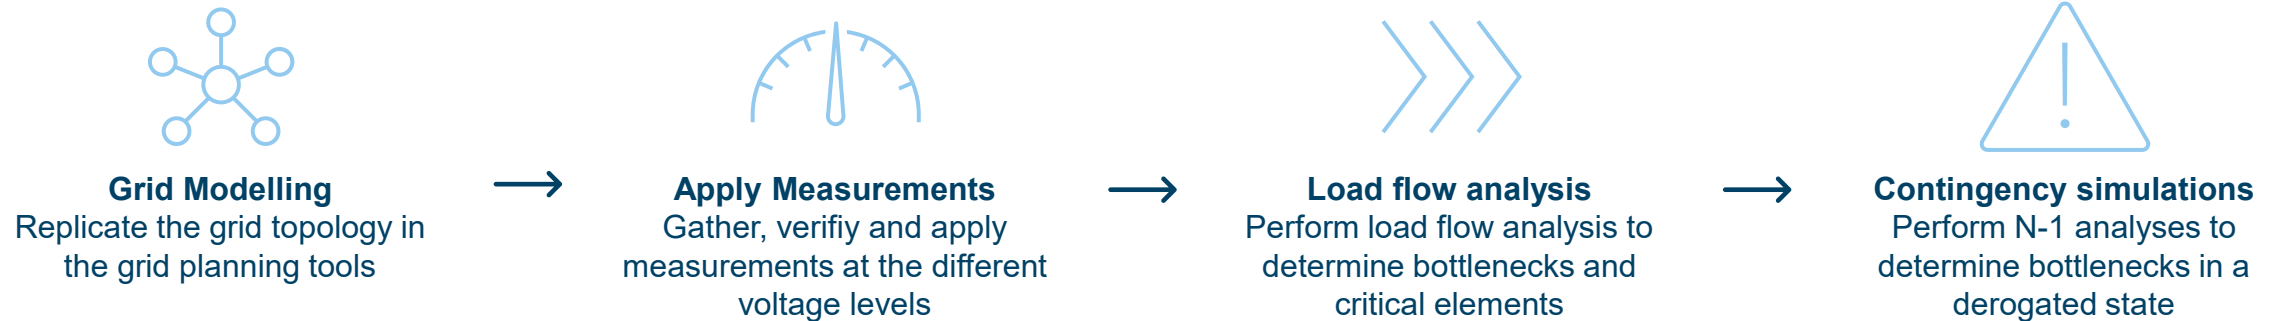 Grid Modelling
Replicate the grid topology in
the grid planning tools
Apply Measurements
Gather, verifiy and apply
measurements at the different
voltage levels
Load flow analysis
Perform load flow analysis to
determine bottlenecks and
critical elements
Contingency simulations
Perform N-1 analyses to
determine bottlenecks in a
derogated state